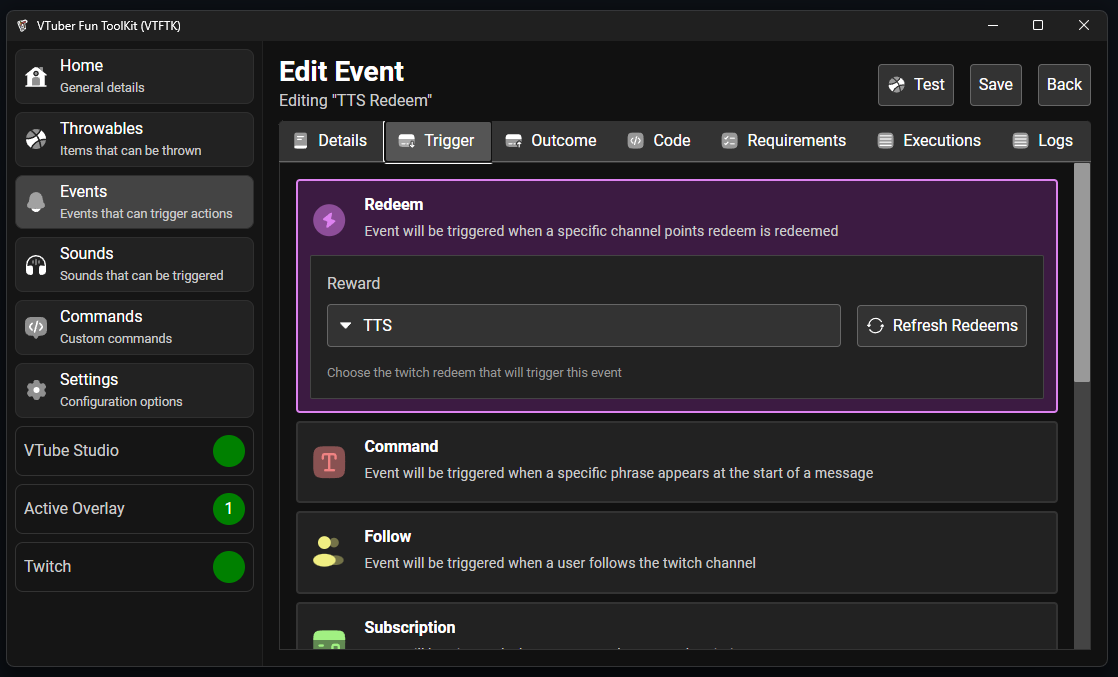 VTuber Fun ToolKit (VTFTK)
Home
General details
Throwables
Items that can be thrown
Events
Events that can trigger actions
Sounds
Sounds that can be triggered
Commands
Custom commands
Settings
Configuration options
VTube Studio
Active Overlay 1
Twitch
Edit Event
Editing "TTS Redeem"
Test Save Back
Details Trigger Outcome Code Requirements Executions Logs
Redeem
Event will be triggered when a specific channel points redeem is redeemed
Reward
TTS Refresh Redeems
Choose the twitch redeem that will trigger this event
Command
Event will be triggered when a specific phrase appears at the start of a message
Follow
Event will be triggered when a user follows the twitch channel
Subscription